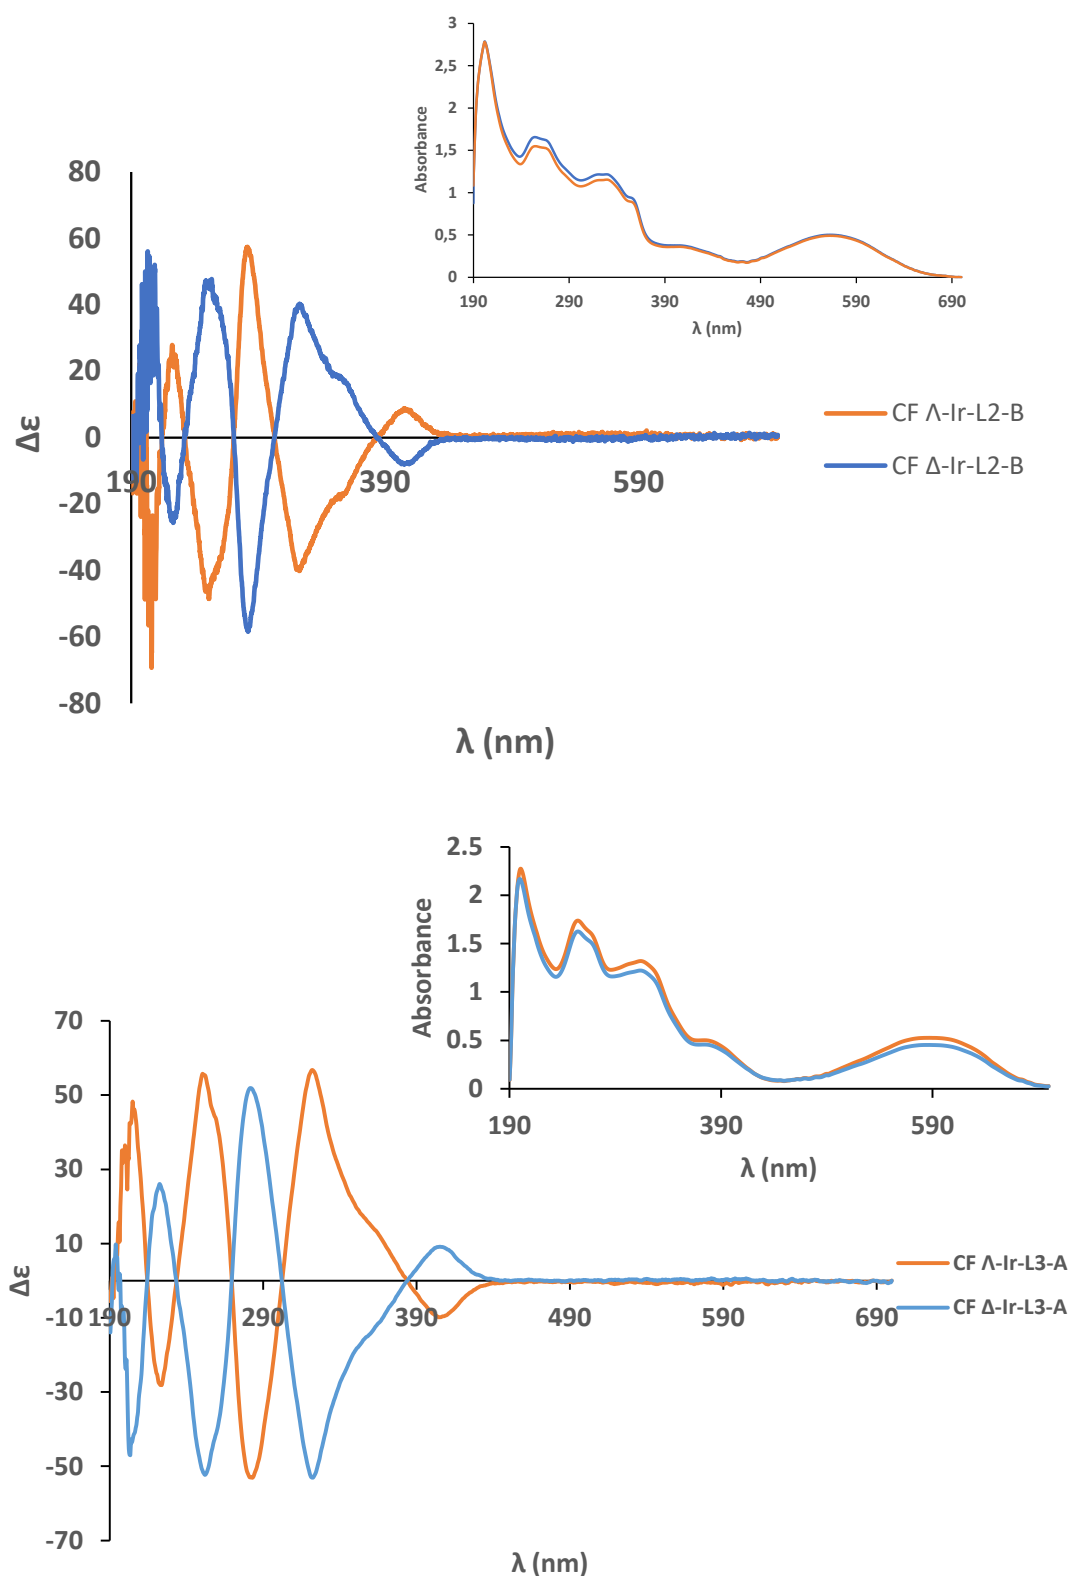 3
2,5
2
1,5
1
0,5
0
Absorbance
190 290 390 490 590 690
λ (nm)
80
60
40
20
0
-20
-40
-60
-80
Δε
190 390 590
λ (nm)
CF Λ-Ir-L2-B
CF Δ-Ir-L2-B
2.5
2
1.5
1
0.5
0
Absorbance
190 390 590
λ (nm)
70
50
30
10
-10
-30
-50
-70
Δε
190 290 390 490 590 690
λ (nm)
CF Λ-Ir-L3-A
CF Δ-Ir-L3-A